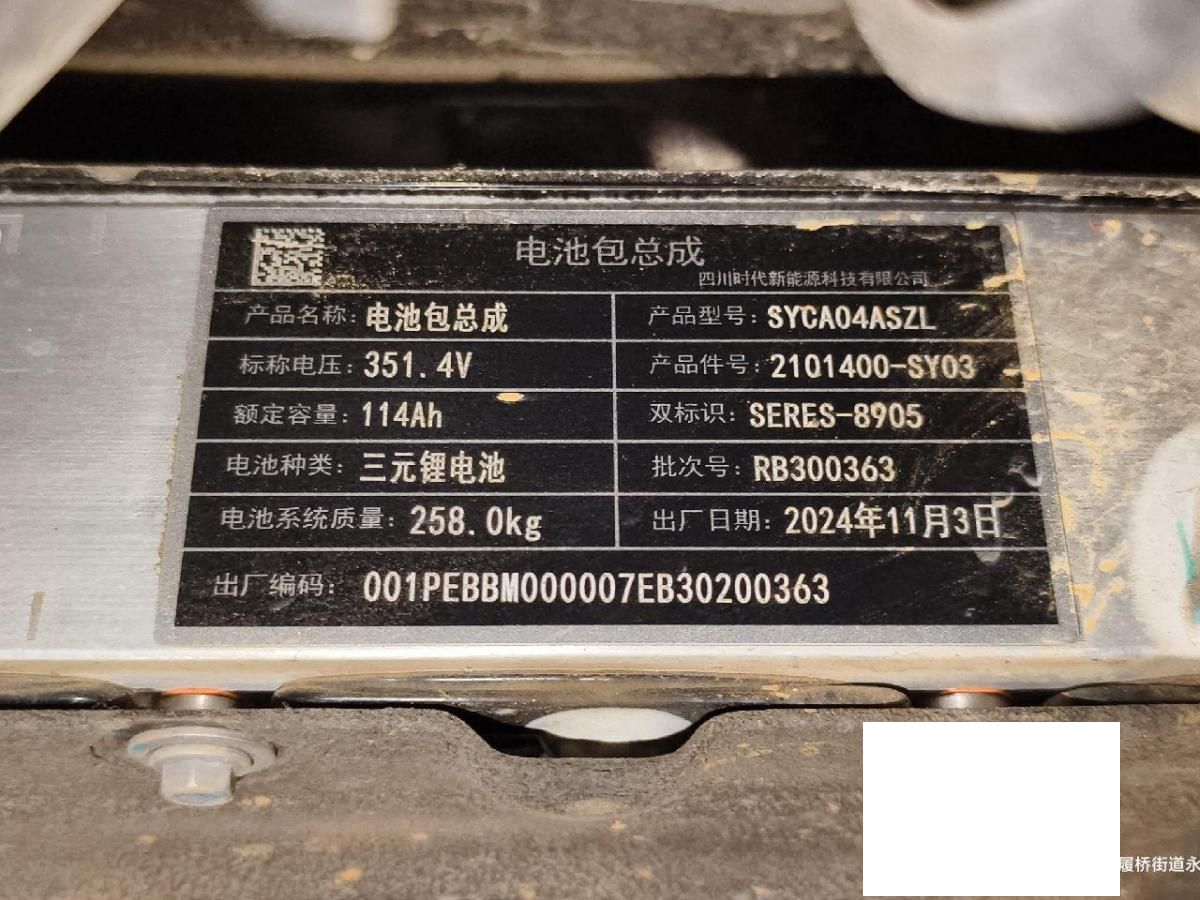 电池包总成
四川时代新能源科技有限公司
产品名称: 电池包总成
产品型号: SYCA04ASZL
标称电压: 351.4V
产品件号: 2101400-SY03
额定容量: 114Ah
双标识: SERES-8905
电池种类: 三元锂电池
批次号: RB300363
电池系统质量: 258.0kg
出厂日期: 2024年11月3日
出厂编码: 001PEBBM000007EB30200363
履桥街道永